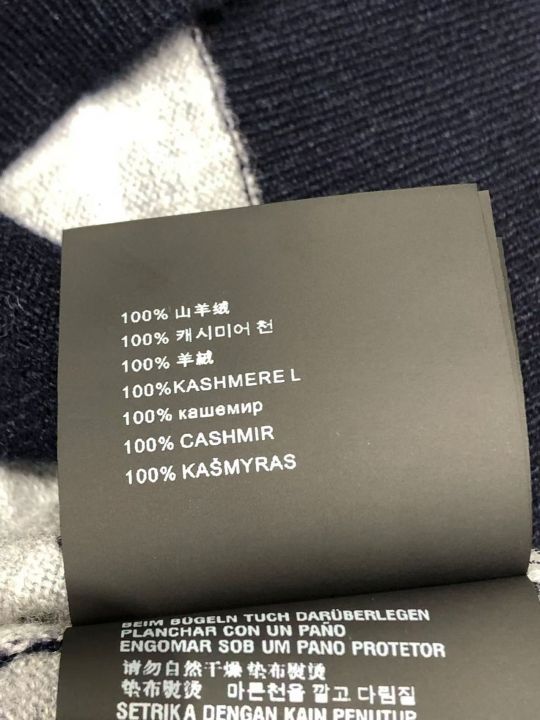 100% 山羊绒
100% 캐시미어 천
100% 羊絨
100%KASHMERE L
100% кашемир
100% CASHMIR
100% KAŠMYRAS
BEIM BÜGELN TUCH DARÜBERLEGEN
PLANCHAR CON UN PAÑO
ENGOMAR SOB UM PANO PROTETOR
请勿自然干燥 垫布熨烫
垫布熨烫 마른천을 깔고 다림질
SETRIKA DENGAN KAIN PENUTUP